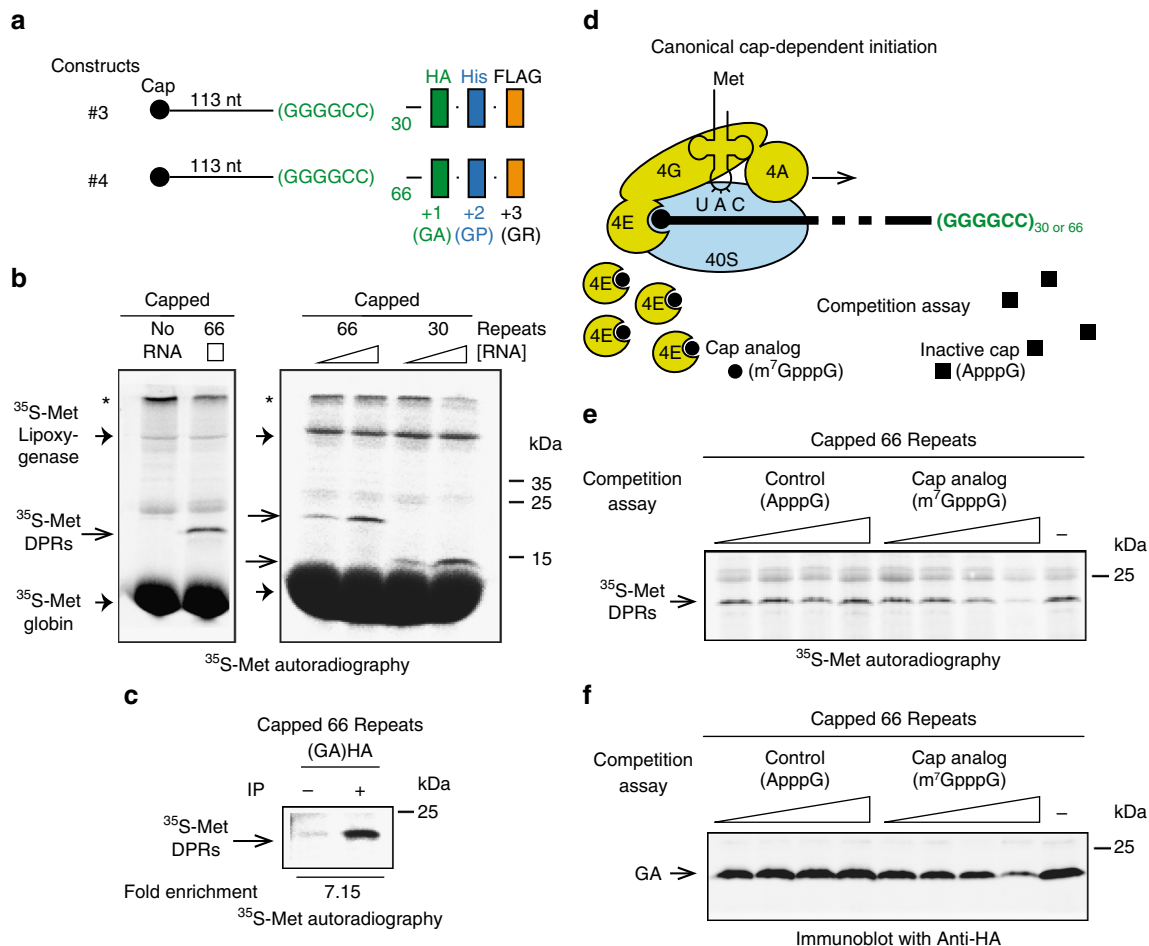 a
Constructs
Cap
HA His FLAG
#3
113 nt
(GGGGCC)
30
#4
113 nt
(GGGGCC)
66
+1 +2 +3
(GA) (GP) (GR)
b
Capped
No RNA
66
Capped
66 30 Repeats
[RNA]
*
*
³⁵S-Met
Lipoxy-
genase
³⁵S-Met
DPRs
³⁵S-Met
globin
kDa
35
25
15
³⁵S-Met autoradiography
c
Capped 66 Repeats
(GA)HA
IP – +
kDa
25
³⁵S-Met
DPRs
Fold enrichment 7.15
³⁵S-Met autoradiography
d
Canonical cap-dependent initiation
Met
4G
4A
U A C
4E
(GGGGCC)30 or 66
40S
4E
4E
4E
4E
Competition assay
Cap analog
(m⁷GpppG)
Inactive cap
(ApppG)
e
Capped 66 Repeats
Competition
assay
Control
(ApppG)
Cap analog
(m⁷GpppG)
–
kDa
25
³⁵S-Met
DPRs
³⁵S-Met autoradiography
f
Capped 66 Repeats
Competition
assay
Control
(ApppG)
Cap analog
(m⁷GpppG)
–
kDa
25
GA
Immunoblot with Anti-HA